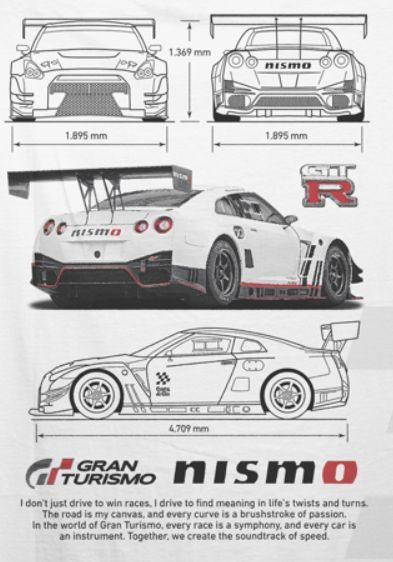 nismo
1.369 mm
1.895 mm
1.895 mm
GT
R
nismo
4.709 mm
GRAN
TURISMO
nismo
I don't just drive to win races, I drive to find meaning in life's twists and turns.
The road is my canvas, and every curve is a brushstroke of passion.
In the world of Gran Turismo, every race is a symphony, and every car is
an instrument. Together, we create the soundtrack of speed.